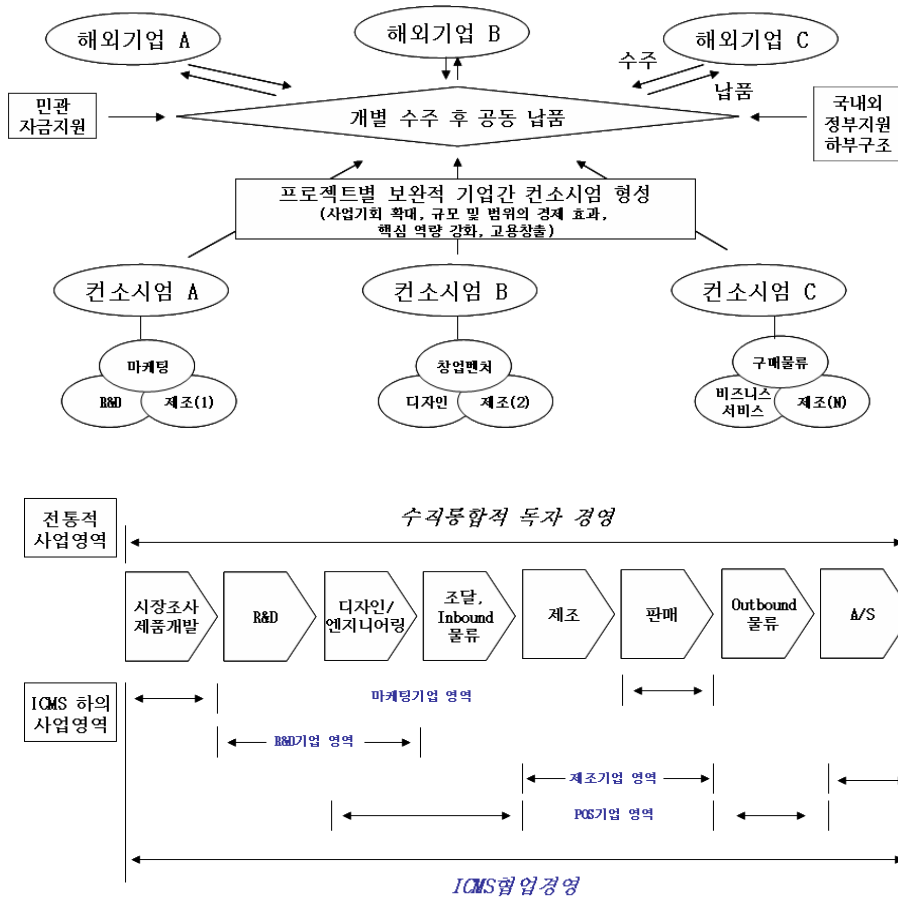 해외기업 A
해외기업 B
해외기업 C
수주
납품
민관
자금지원
개별 수주 후 공동 납품
국내외
정부지원
하부구조
프로젝트별 보완적 기업간 컨소시엄 형성
(사업기회 확대, 규모 및 범위의 경제 효과,
핵심 역량 강화, 고용창출)
컨소시엄 A
컨소시엄 B
컨소시엄 C
마케팅
R&D
제조(1)
창업벤처
디자인
제조(2)
구매물류
비즈니스
서비스
제조(N)
전통적
사업영역
수직통합적 독자 경영
시장조사
제품개발
R&D
디자인/
엔지니어링
조달,
Inbound
물류
제조
판매
Outbound
물류
A/S
ICMS 하의
사업영역
마케팅기업 영역
R&D기업 영역
제조기업 영역
POS기업 영역
ICMS협업경영